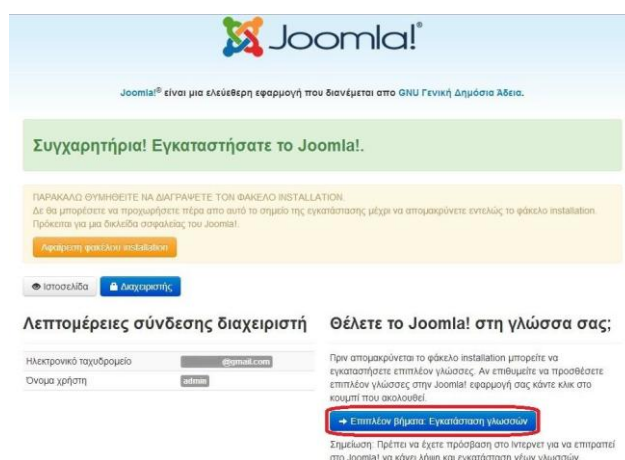 Joomla!®
Joomla!® είναι μια ελεύεθερη εφαρμογή που διανέμεται απο GNU Γενική Δημόσια Άδεια.
Συγχαρητήρια! Εγκαταστήσατε το Joomla!.
ΠΑΡΑΚΑΛΩ ΘΥΜΗΘΕΙΤΕ ΝΑ ΔΙΑΓΡΑΨΕΤΕ ΤΟΝ ΦΑΚΕΛΟ INSTALLATION.
Δε θα μπορέσετε να προχωρήσετε πέρα απο αυτό το σημείο της εγκατάστασης μέχρι να απομακρύνετε εντελώς το φάκελο installation.
Πρόκειται για μια δικλείδα ασφαλείας του Joomla!.
Αφαίρεση φακέλου installation
Ιστοσελίδα
Διαχειριστής
Λεπτομέρειες σύνδεσης διαχειριστή
Ηλεκτρονικό ταχυδρομείο @gmail.com
Όνομα χρήστη admin
Θέλετε το Joomla! στη γλώσσα σας;
Πριν απομακρύνεται το φάκελο installation μπορείτε να
εγκαταστήσετε επιπλέον γλώσσες. Αν επιθυμείτε να προσθέσετε
επιπλέον γλώσσες στην Joomla! εφαρμογή σας κάντε κλικ στο
κουμπί που ακολουθεί.
→ Επιπλέον βήματα: Εγκατάσταση γλωσσών
Σημείωση: Πρέπει να έχετε πρόσβαση στο Ιντερνετ για να επιτραπεί
στο Joomla! να κάνει λήψη και εγκατάσταση νέων γλωσσών.